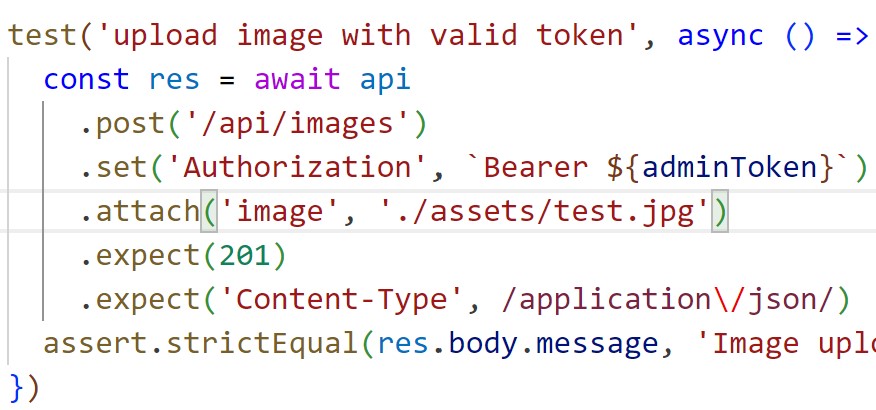 test('upload image with valid token', async () =>
const res = await api
.post('/api/images')
.set('Authorization', `Bearer ${adminToken}`)
.attach('image', './assets/test.jpg')
.expect(201)
.expect('Content-Type', /application\/json/)
assert.strictEqual(res.body.message, 'Image uplo
})